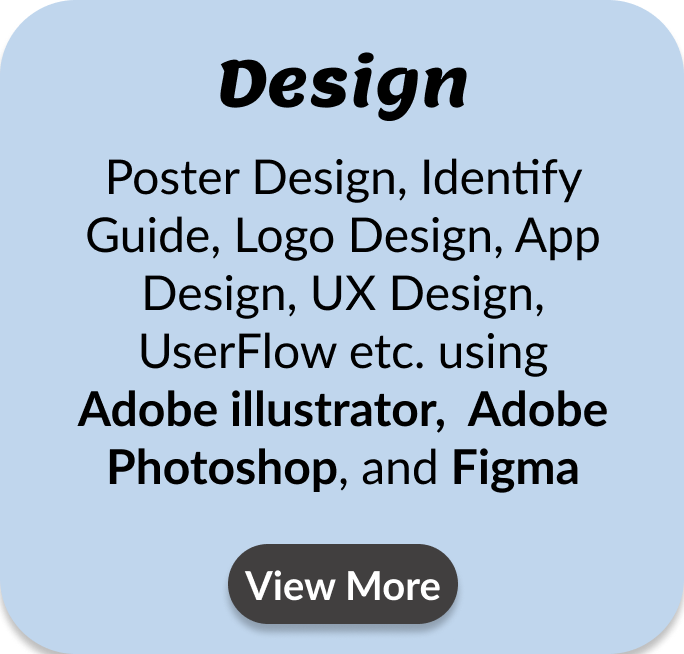 Design
Poster Design, Identify
Guide, Logo Design, App
Design, UX Design,
UserFlow etc. using
Adobe illustrator,  Adobe
Photoshop, and Figma
View More